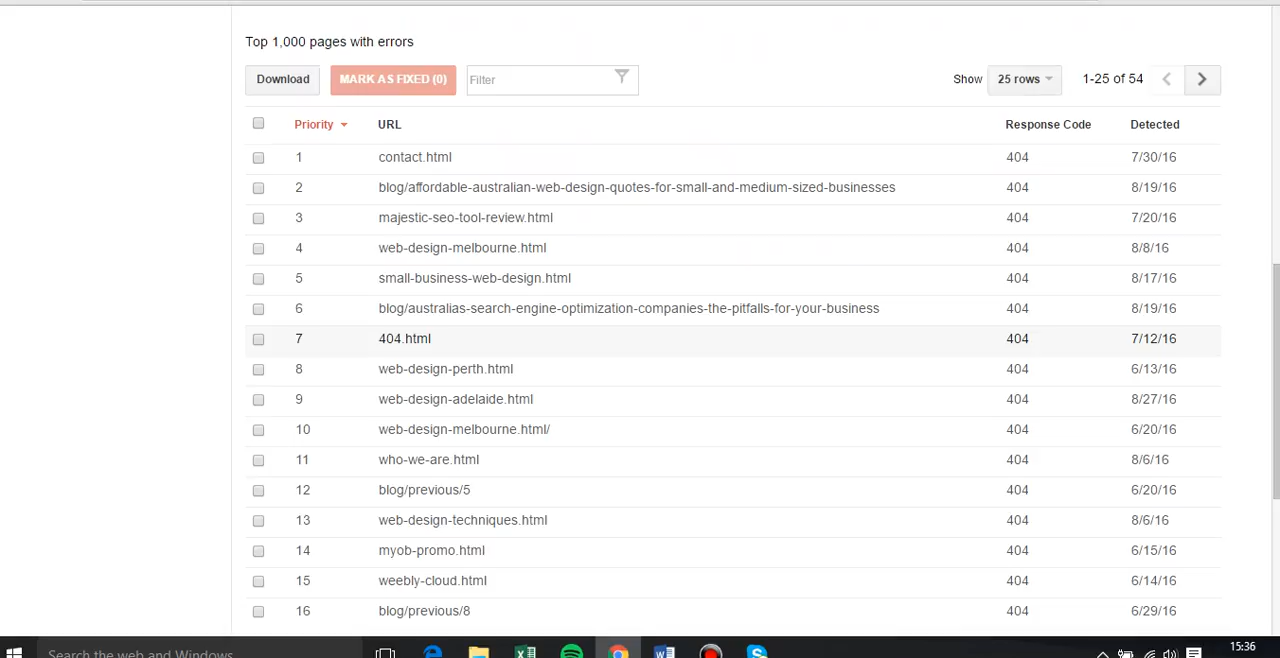 Top 1,000 pages with errors
Download MARK AS FIXED (0) Filter Show 25 rows 1-25 of 54
Priority URL Response Code Detected
1 contact.html 404 7/30/16
2 blog/affordable-australian-web-design-quotes-for-small-and-medium-sized-businesses 404 8/19/16
3 majestic-seo-tool-review.html 404 7/20/16
4 web-design-melbourne.html 404 8/8/16
5 small-business-web-design.html 404 8/17/16
6 blog/australias-search-engine-optimization-companies-the-pitfalls-for-your-business 404 8/19/16
7 404.html 404 7/12/16
8 web-design-perth.html 404 6/13/16
9 web-design-adelaide.html 404 8/27/16
10 web-design-melbourne.html/ 404 6/20/16
11 who-we-are.html 404 8/6/16
12 blog/previous/5 404 6/20/16
13 web-design-techniques.html 404 8/6/16
14 myob-promo.html 404 6/15/16
15 weebly-cloud.html 404 6/14/16
16 blog/previous/8 404 6/29/16
Search the web and Windows 15:36